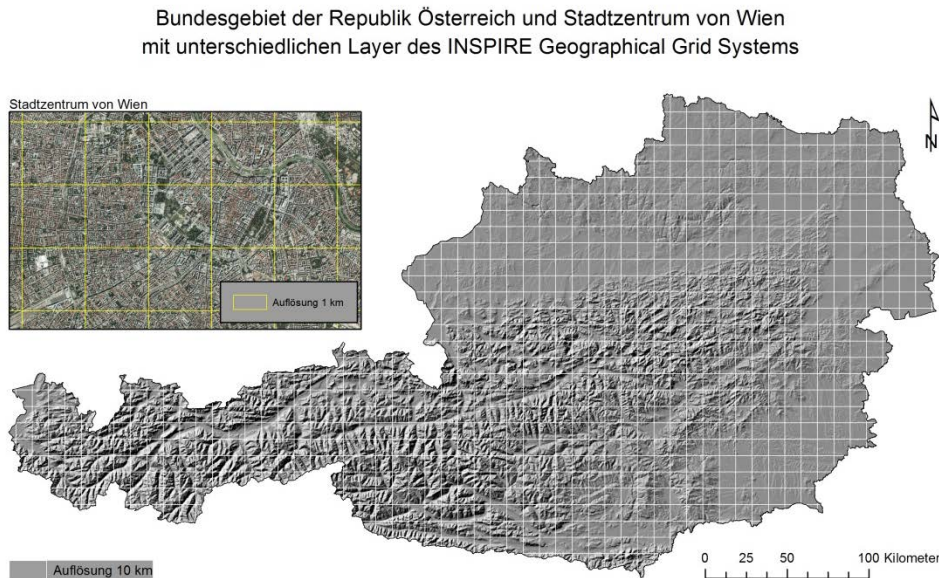 Bundesgebiet der Republik Österreich und Stadtzentrum von Wien
mit unterschiedlichen Layer des INSPIRE Geographical Grid Systems
Stadtzentrum von Wien
N
Auflösung 1 km
Auflösung 10 km
0 25 50 100 Kilometer